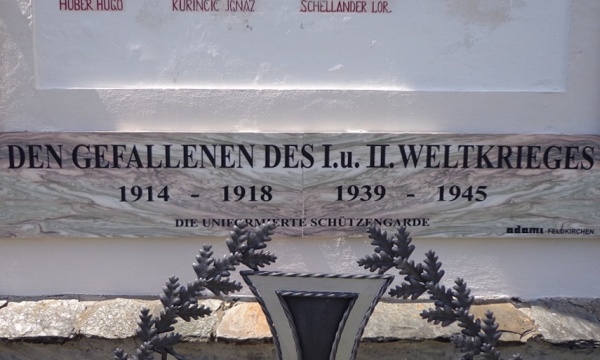 HUBER HUGO KURINCIC JGNAZ SCHELLANDER LOR.
DEN GEFALLENEN DES I.u. II. WELTKRIEGES
1914 - 1918 1939 - 1945
DIE UNIFORMIERTE SCHÜTZENGARDE
adami FELDKIRCHEN